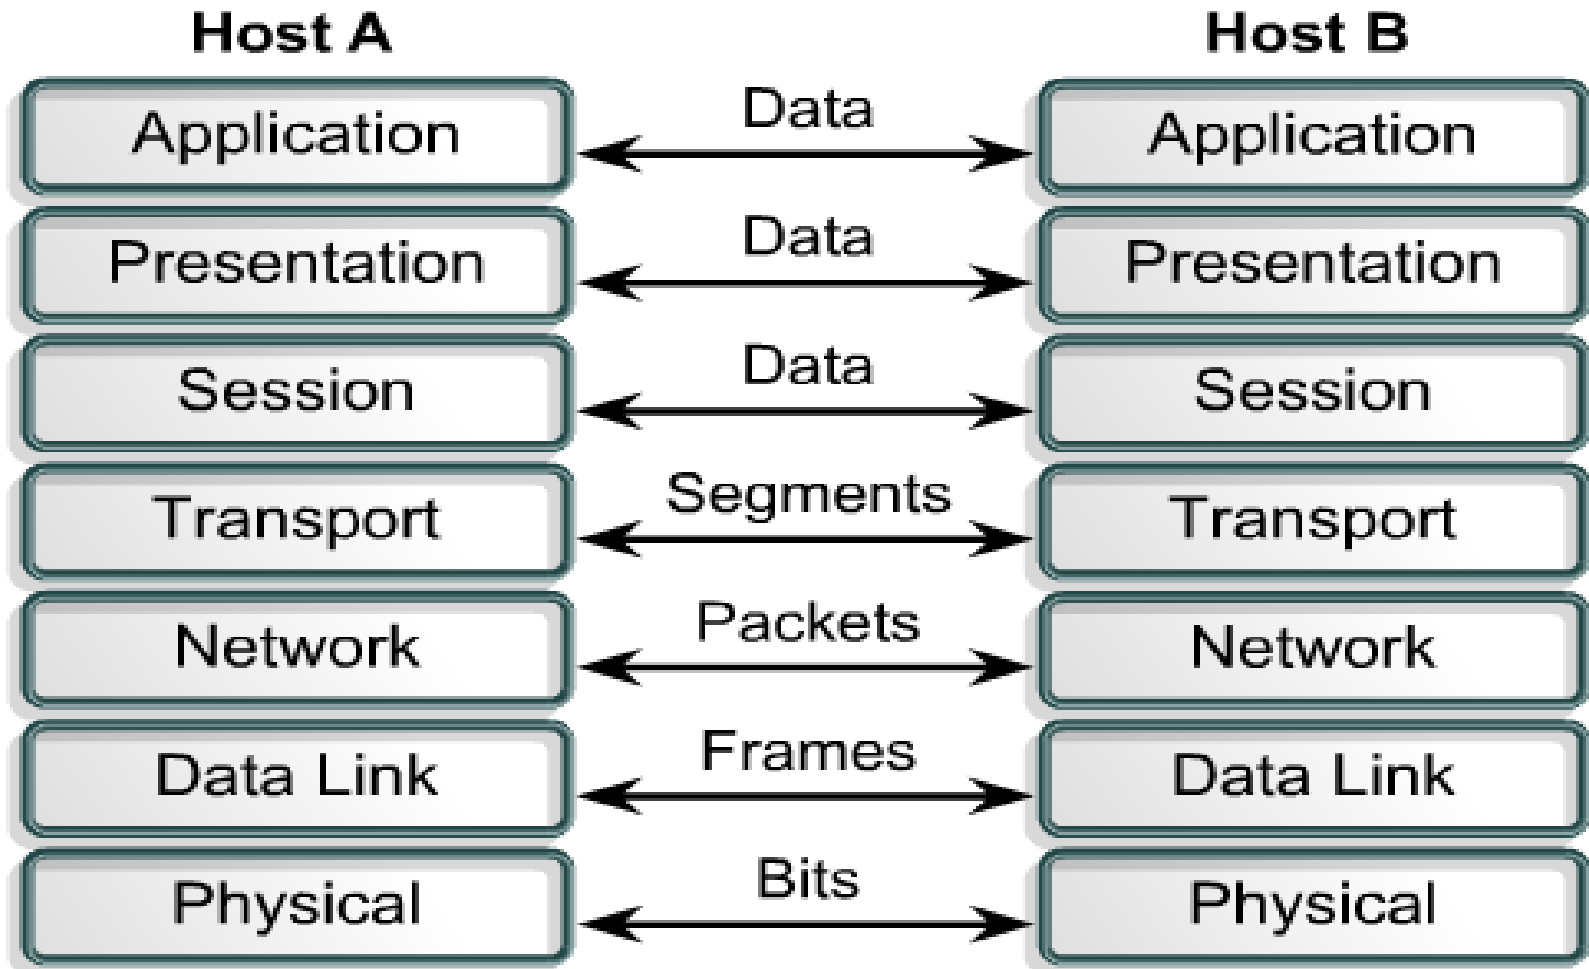 Host A Host B
Application Data Application
Presentation Data Presentation
Session Data Session
Transport Segments Transport
Network Packets Network
Data Link Frames Data Link
Physical Bits Physical